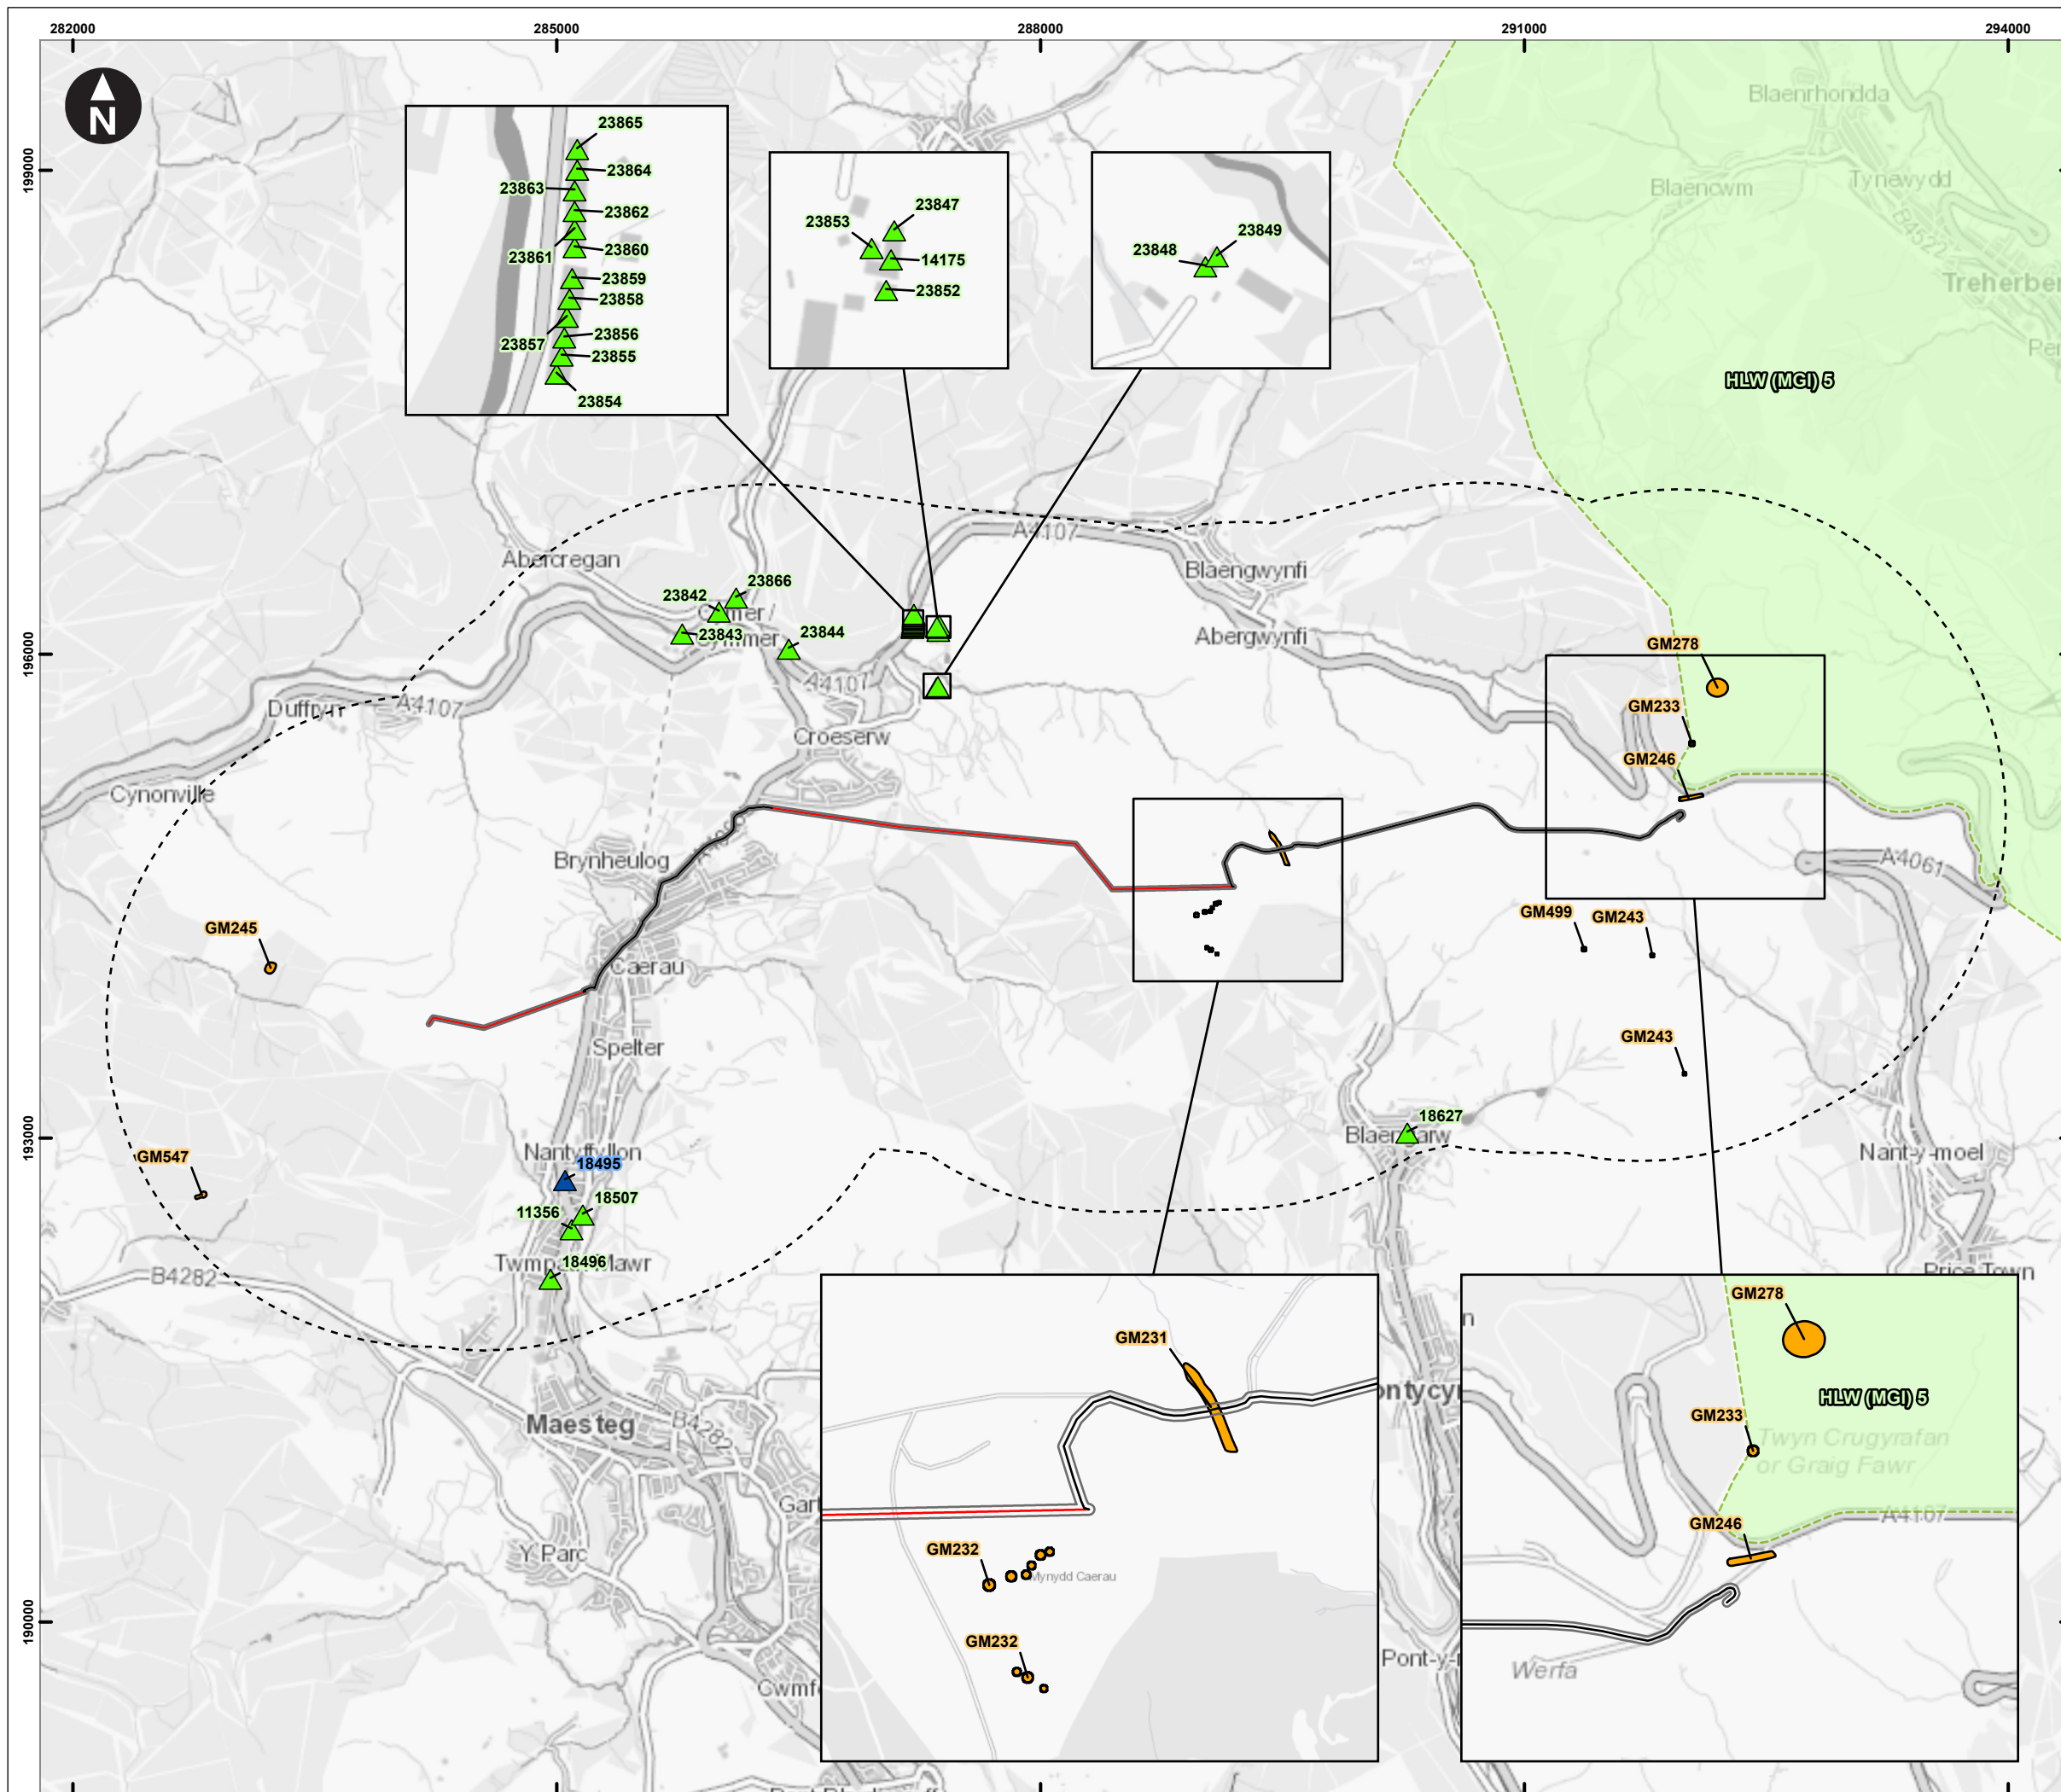 282000
285000
288000
291000
294000
199000
196000
193000
190000
N
Blaenrhondda
Blaencwm
Tynewydd
B4522
HLW (MGI) 5
23865
23864
23863
23862
23861
23860
23859
23858
23857
23856
23855
23854
23853
23847
14175
23852
23848
23849
A4107
Abercregan
23866
23842
23843
23844
A4107
Blaengwynfi
Abergwynfi
Duffryn
A4107
Croeserw
Cynonville
GM278
GM233
GM246
Brynheulog
A4061
GM245
Caerau
GM499
GM243
Spelter
GM243
18627
Nantyffyllon
18495
GM547
18507
11356
18496
B4282
Nant-y-moel
Price Town
Maesteg
B4282
Y Parc
GM231
GM232
Mynydd Caerau
GM232
GM278
HLW (MGI) 5
GM233
Twyn Crugyrafan
or Graig Fawr
GM246
A4107
Werfa